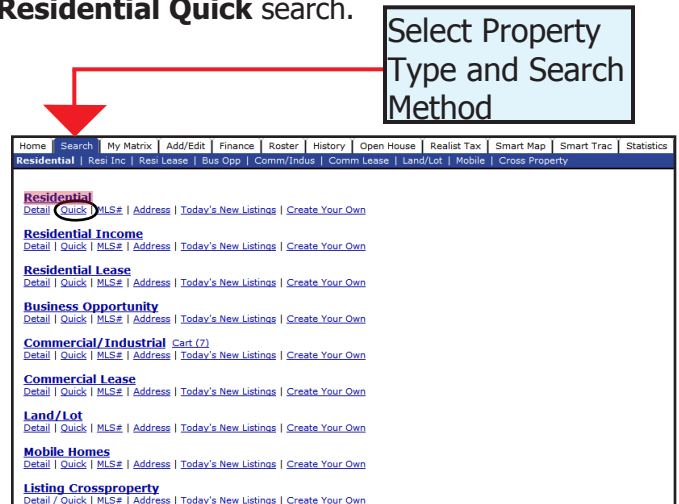 Residential Quick search.
Select Property
Type and Search
Method
Home Search My Matrix Add/Edit Finance Roster History Open House Realist Tax Smart Map Smart Trac Statistics
Residential | Resi Inc | Resi Lease | Bus Opp | Comm/Indus | Comm Lease | Land/Lot | Mobile | Cross Property
Residential
Detail | Quick | MLS# | Address | Today's New Listings | Create Your Own
Residential Income
Detail | Quick | MLS# | Address | Today's New Listings | Create Your Own
Residential Lease
Detail | Quick | MLS# | Address | Today's New Listings | Create Your Own
Business Opportunity
Detail | Quick | MLS# | Address | Today's New Listings | Create Your Own
Commercial/Industrial Cart (7)
Detail | Quick | MLS# | Address | Today's New Listings | Create Your Own
Commercial Lease
Detail | Quick | MLS# | Address | Today's New Listings | Create Your Own
Land/Lot
Detail | Quick | MLS# | Address | Today's New Listings | Create Your Own
Mobile Homes
Detail | Quick | MLS# | Address | Today's New Listings | Create Your Own
Listing Crossproperty
Detail / Quick | MLS# | Address | Today's New Listings | Create Your Own